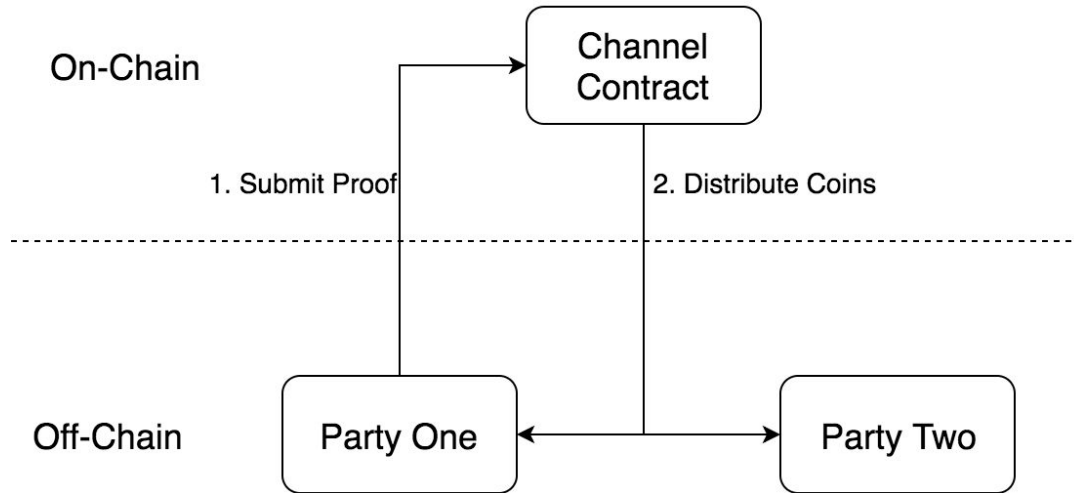 On-Chain
Channel
Contract
1. Submit Proof
2. Distribute Coins
Off-Chain
Party One
Party Two